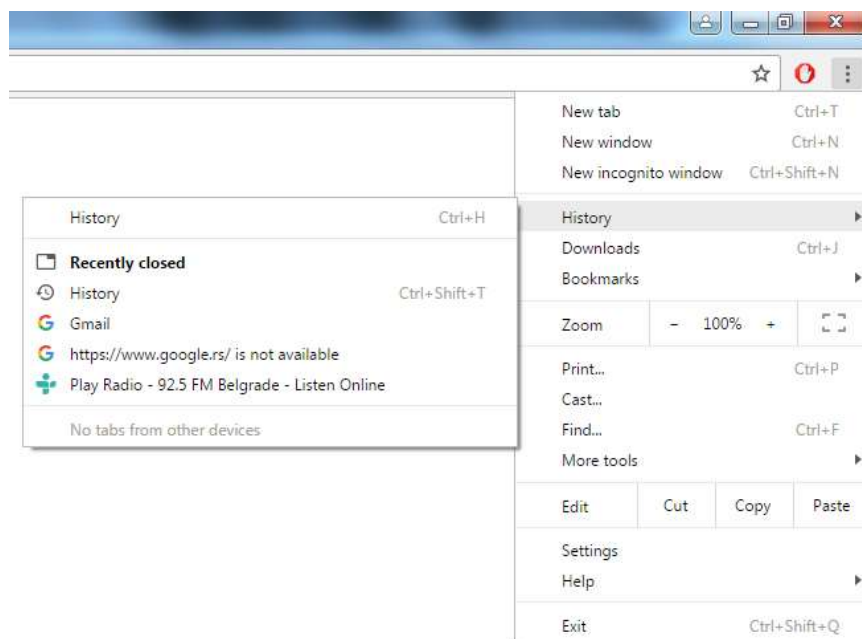 New tab Ctrl+T
New window Ctrl+N
New incognito window Ctrl+Shift+N
History
Downloads Ctrl+J
Bookmarks
Zoom - 100% +
Print... Ctrl+P
Cast...
Find... Ctrl+F
More tools
Edit Cut Copy Paste
Settings
Help
Exit Ctrl+Shift+Q
History Ctrl+H
Recently closed
History Ctrl+Shift+T
Gmail
https://www.google.rs/ is not available
Play Radio - 92.5 FM Belgrade - Listen Online
No tabs from other devices